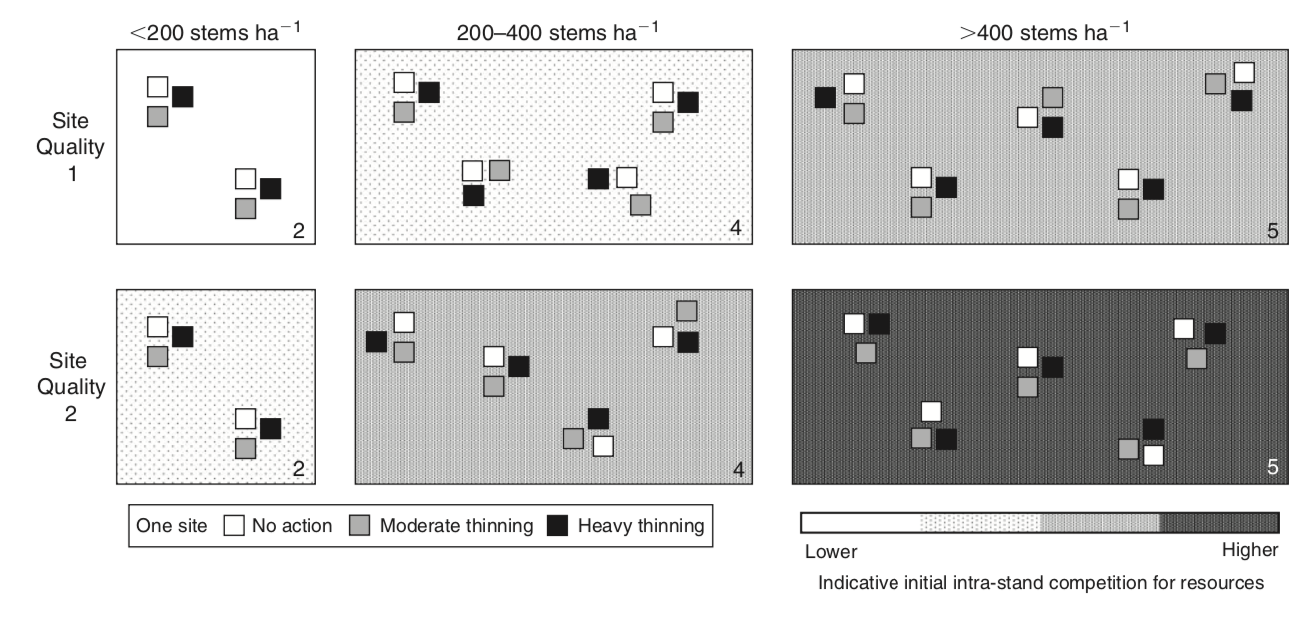 <200 stems ha⁻¹
200–400 stems ha⁻¹
>400 stems ha⁻¹
Site
Quality
1
2
4
5
Site
Quality
2
2
4
5
One site No action Moderate thinning Heavy thinning
Lower Higher
Indicative initial intra-stand competition for resources